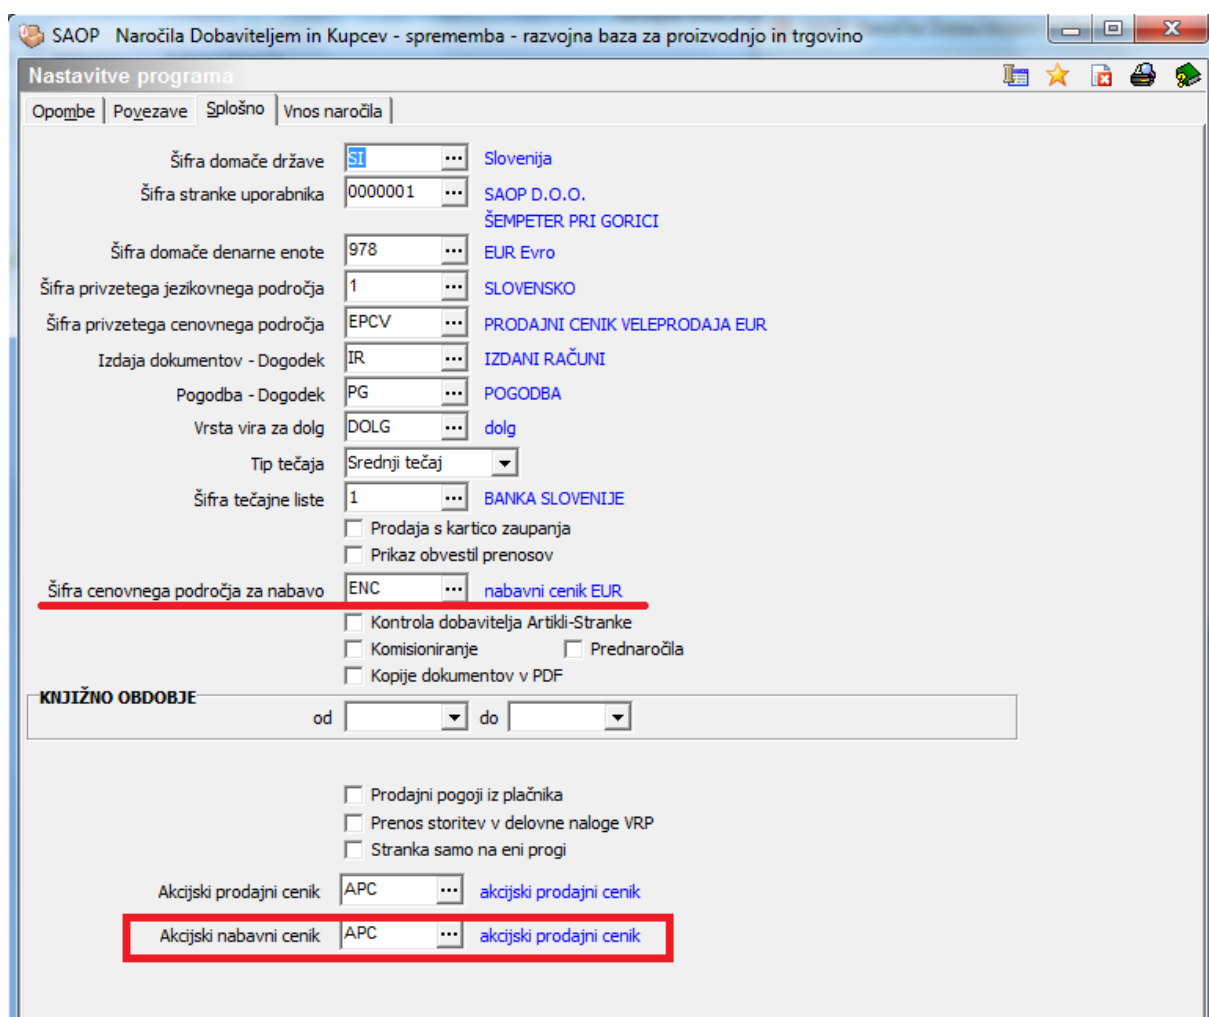 SAOP Naročila Dobaviteljem in Kupcev - sprememba - razvojna baza za proizvodnjo in trgovino
Nastavitve programa
Opombe Povezave Splošno Vnos naročila
Šifra domače države SI ... Slovenija
Šifra stranke uporabnika 0000001 ... SAOP D.O.O.
ŠEMPETER PRI GORICI
Šifra domače denarne enote 978 ... EUR Evro
Šifra privzetega jezikovnega področja 1 ... SLOVENSKO
Šifra privzetega cenovnega področja EPCV ... PRODAJNI CENIK VELEPRODAJA EUR
Izdaja dokumentov - Dogodek IR ... IZDANI RAČUNI
Pogodba - Dogodek PG ... POGODBA
Vrsta vira za dolg DOLG ... dolg
Tip tečaja Srednji tečaj
Šifra tečajne liste 1 ... BANKA SLOVENIJE
Prodaja s kartico zaupanja
Prikaz obvestil prenosov
Šifra cenovnega področja za nabavo ENC ... nabavni cenik EUR
Kontrola dobavitelja Artikli-Stranke
Komisioniranje Prednaročila
Kopije dokumentov v PDF
KNJIŽNO OBDOBJE
od do
Prodajni pogoji iz plačnika
Prenos storitev v delovne naloge VRP
Stranka samo na eni progi
Akcijski prodajni cenik APC ... akcijski prodajni cenik
Akcijski nabavni cenik APC ... akcijski prodajni cenik